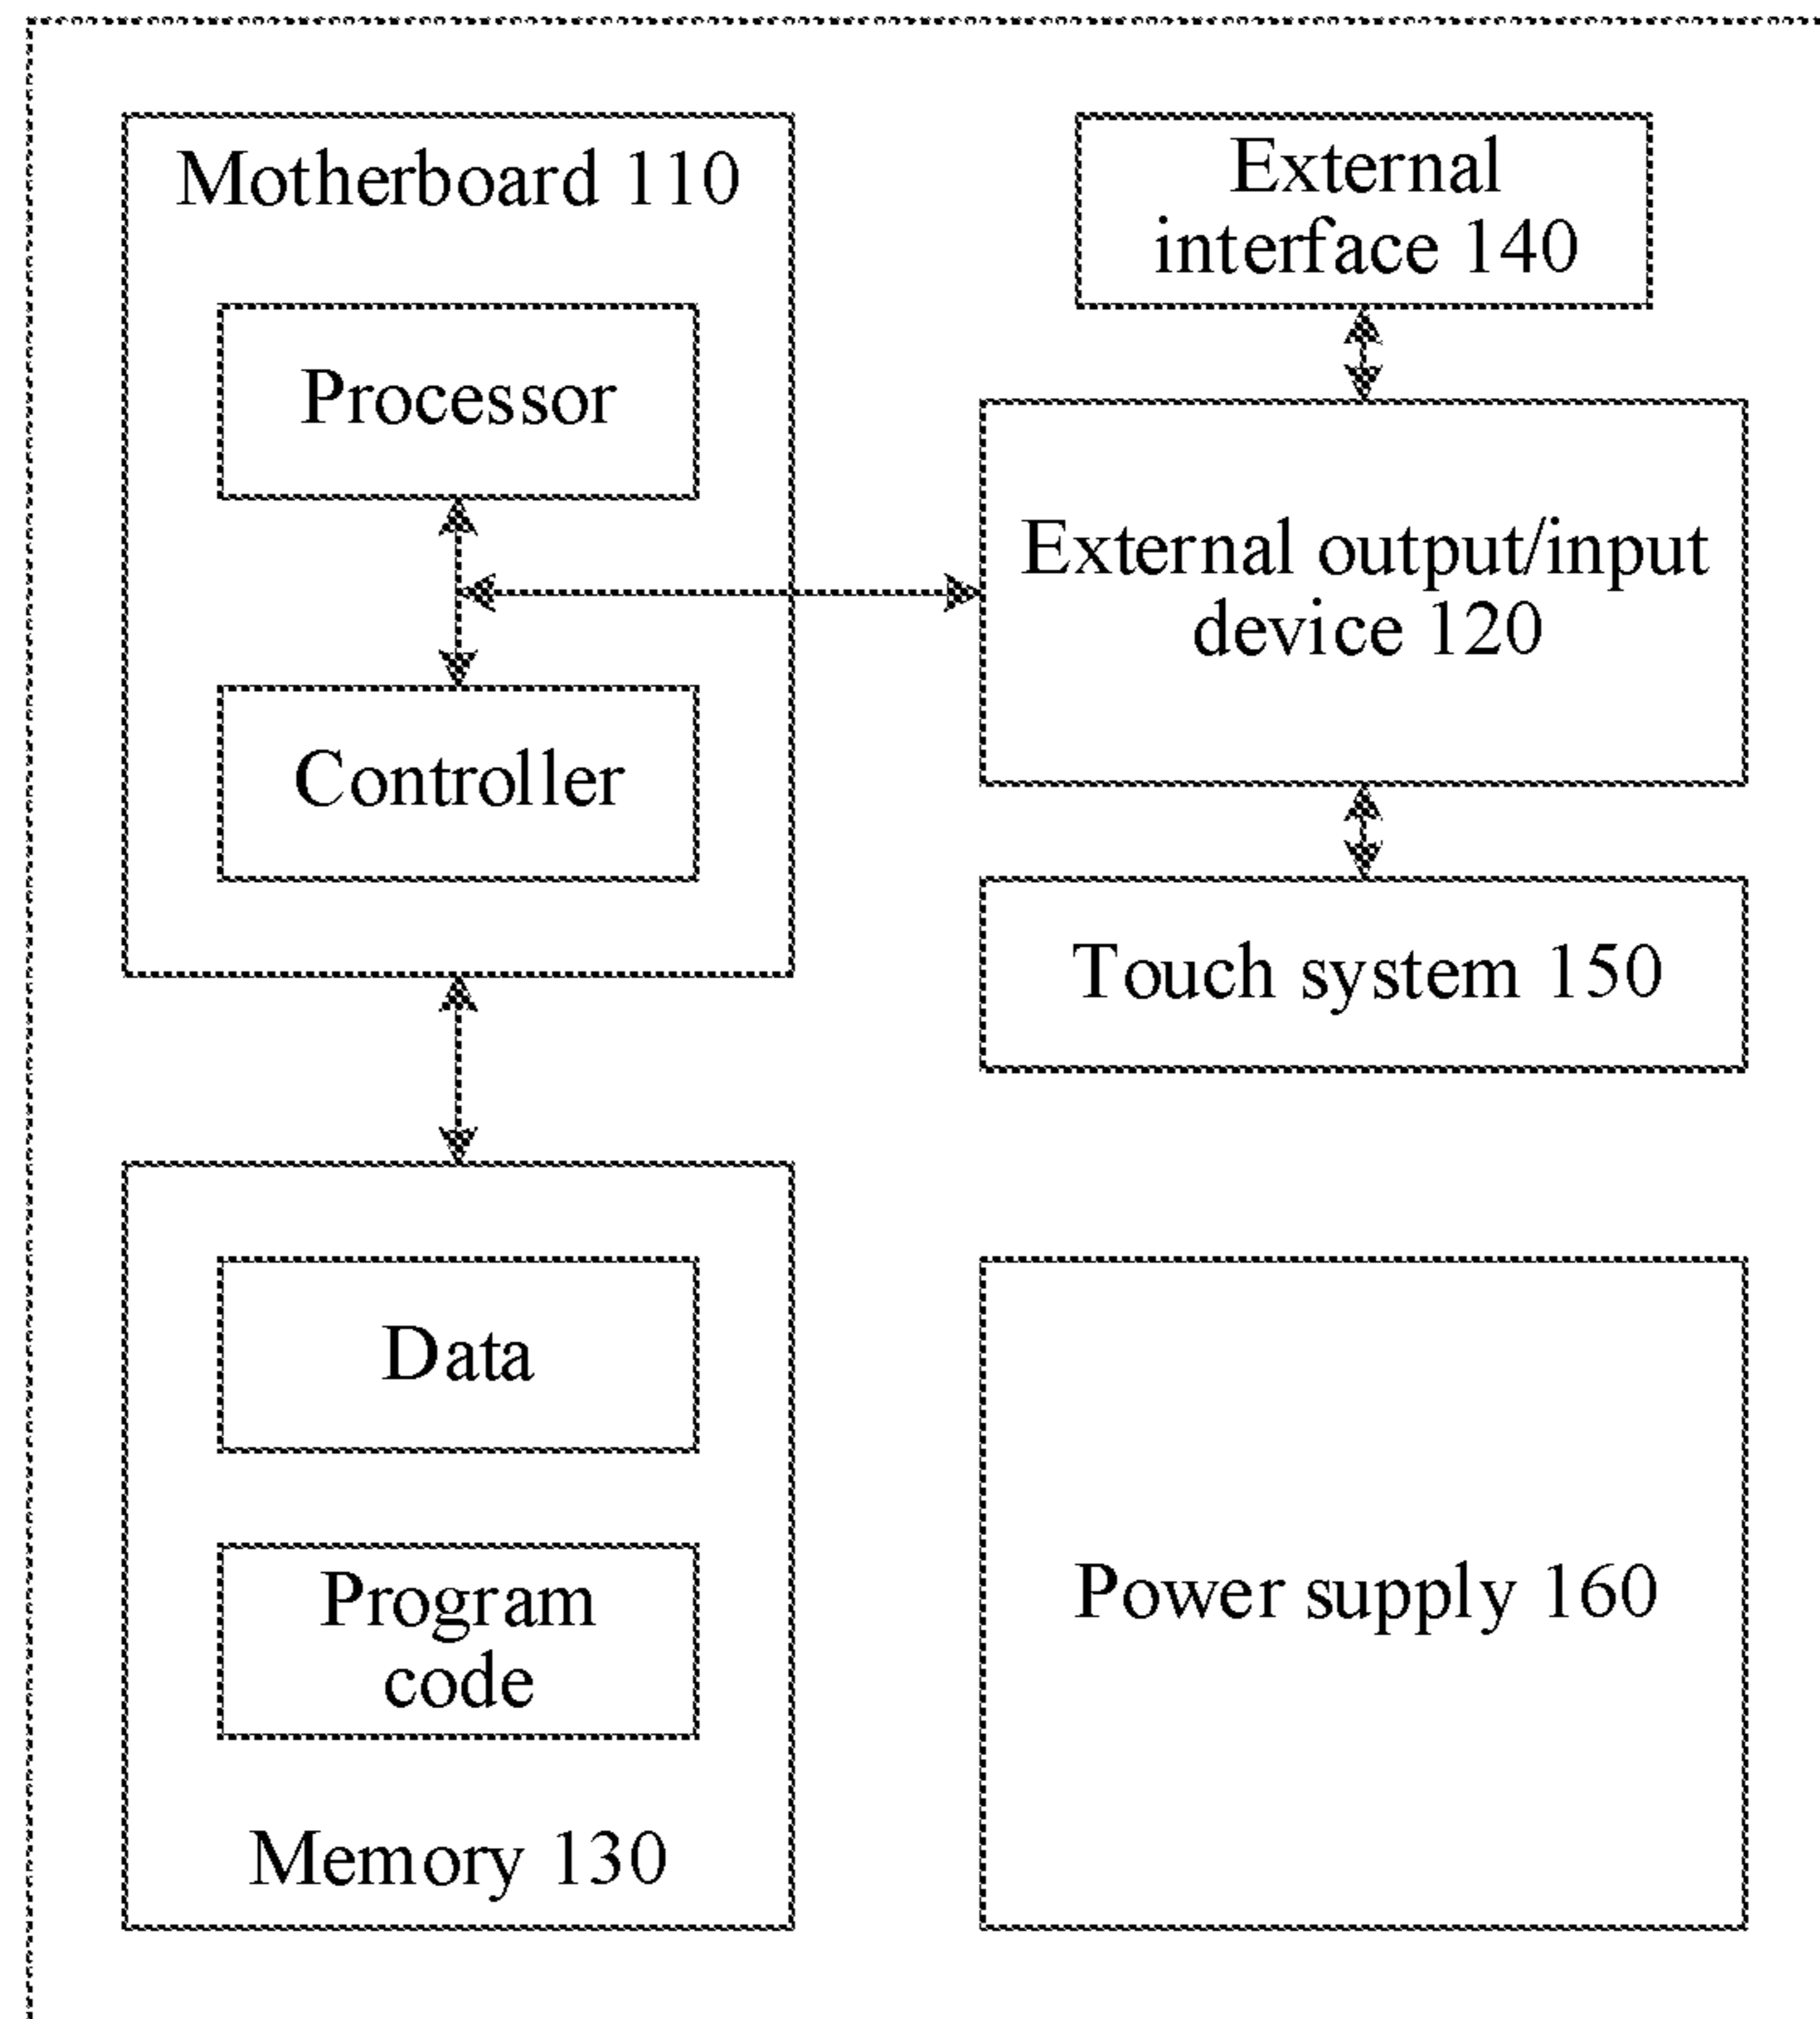 Motherboard 110
Processor
Controller
External
interface 140
External output/input
device 120
Touch system 150
Data
Program
code
Memory 130
Power supply 160